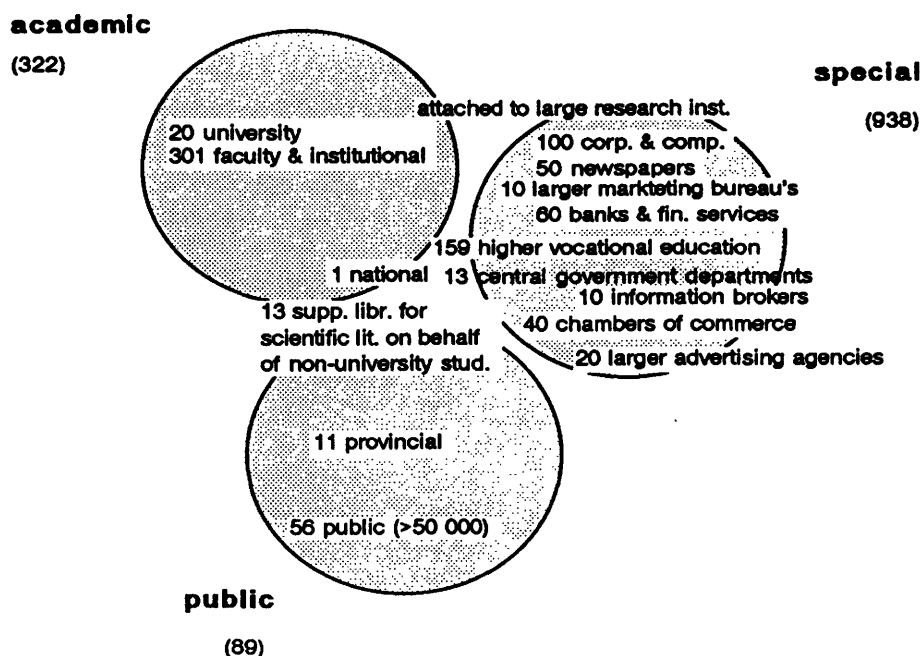 academic
(322)
20 university
301 faculty & institutional
1 national
special
(938)
attached to large research inst.
100 corp. & comp.
50 newspapers
10 larger markteting bureau's
60 banks & fin. services
159 higher vocational education
13 central government departments
10 information brokers
40 chambers of commerce
20 larger advertising agencies
13 supp. libr. for
scientific lit. on behalf
of non-university stud.
11 provincial
56 public (>50 000)
public
(89)